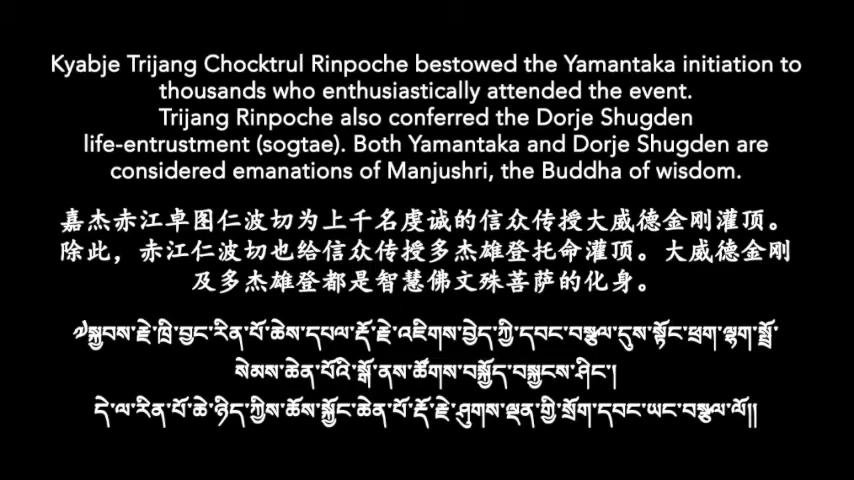 Kyabje Trijang Chocktrul Rinpoche bestowed the Yamantaka initiation to
thousands who enthusiastically attended the event.
Trijang Rinpoche also conferred the Dorje Shugden
life-entrustment (sogtae). Both Yamantaka and Dorje Shugden are
considered emanations of Manjushri, the Buddha of wisdom.
嘉杰赤江卓图仁波切为上千名虔诚的信众传授大威德金刚灌顶。
除此，赤江仁波切也给信众传授多杰雄登托命灌顶。大威德金刚
及多杰雄登都是智慧佛文殊菩萨的化身。
༄སྐྱབས་རྗེ་ཁྲི་བྱང་རིན་པོ་ཆེས་དཔལ་རྡོ་རྗེ་འཇིགས་བྱེད་ཀྱི་དབང་བསྩལ་དུས་སྟོང་ཕྲག་ལྷག་སྤྲོ་
སེམས་ཆེན་པོའི་སྒོ་ནས་ཚོགས་བསྐྱོད་བསྐྱངས་ཤིང་།
དེ་ལ་རིན་པོ་ཆེ་ཉིད་ཀྱིས་ཆོས་སྐྱོང་ཆེན་པོ་རྡོ་རྗེ་ཤུགས་ལྡན་གྱི་སྲོག་དབང་ཡང་བསྩལ་ལོ།།